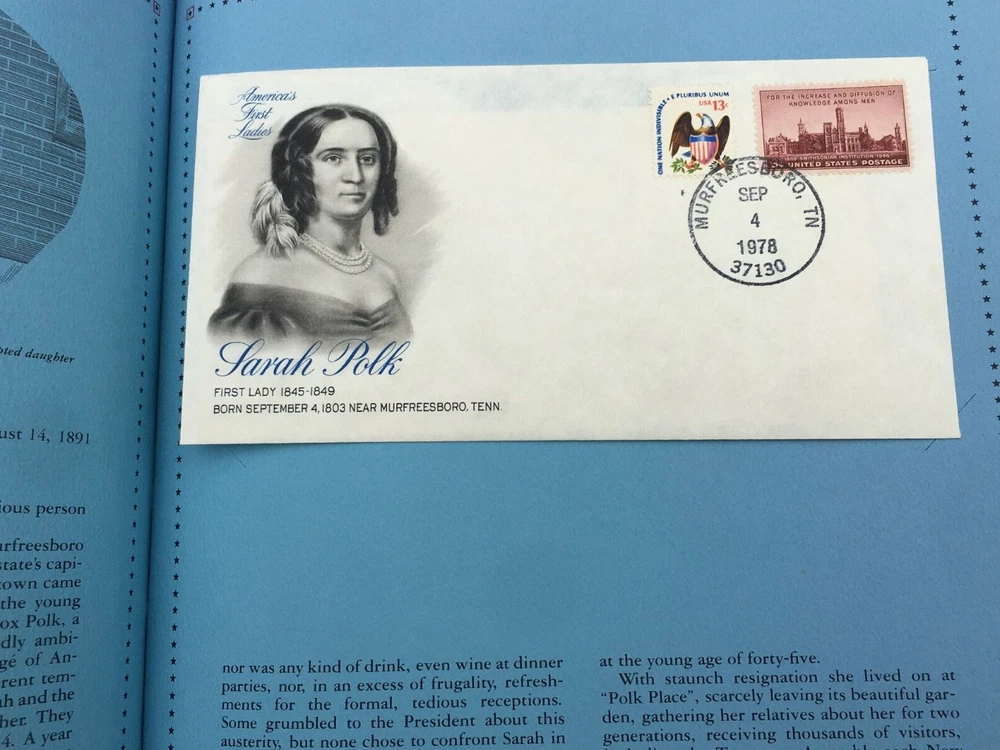 pted daughter
ust 14, 1891
ious person
urfreesboro
state's capi-
town came
the young
ox Polk, a
dly ambi-
ge of An-
rent tem-
ah and the
her. They
4. A year
America's
First
Ladies
Sarah Polk
FIRST LADY 1845-1849
BORN SEPTEMBER 4, 1803 NEAR MURFREESBORO, TENN.
ONE NATION INDIVISIBLE • E PLURIBUS UNUM
USA 13c
FOR THE INCREASE AND DIFFUSION OF
KNOWLEDGE AMONG MEN
1846 SMITHSONIAN INSTITUTION 1946
UNITED STATES POSTAGE
MURFREESBORO, TN
SEP
4
1978
37130
nor was any kind of drink, even wine at dinner
parties, nor, in an excess of frugality, refresh-
ments for the formal, tedious receptions.
Some grumbled to the President about this
austerity, but none chose to confront Sarah in
at the young age of forty-five.
With staunch resignation she lived on at
"Polk Place", scarcely leaving its beautiful gar-
den, gathering her relatives about her for two
generations, receiving thousands of visitors,